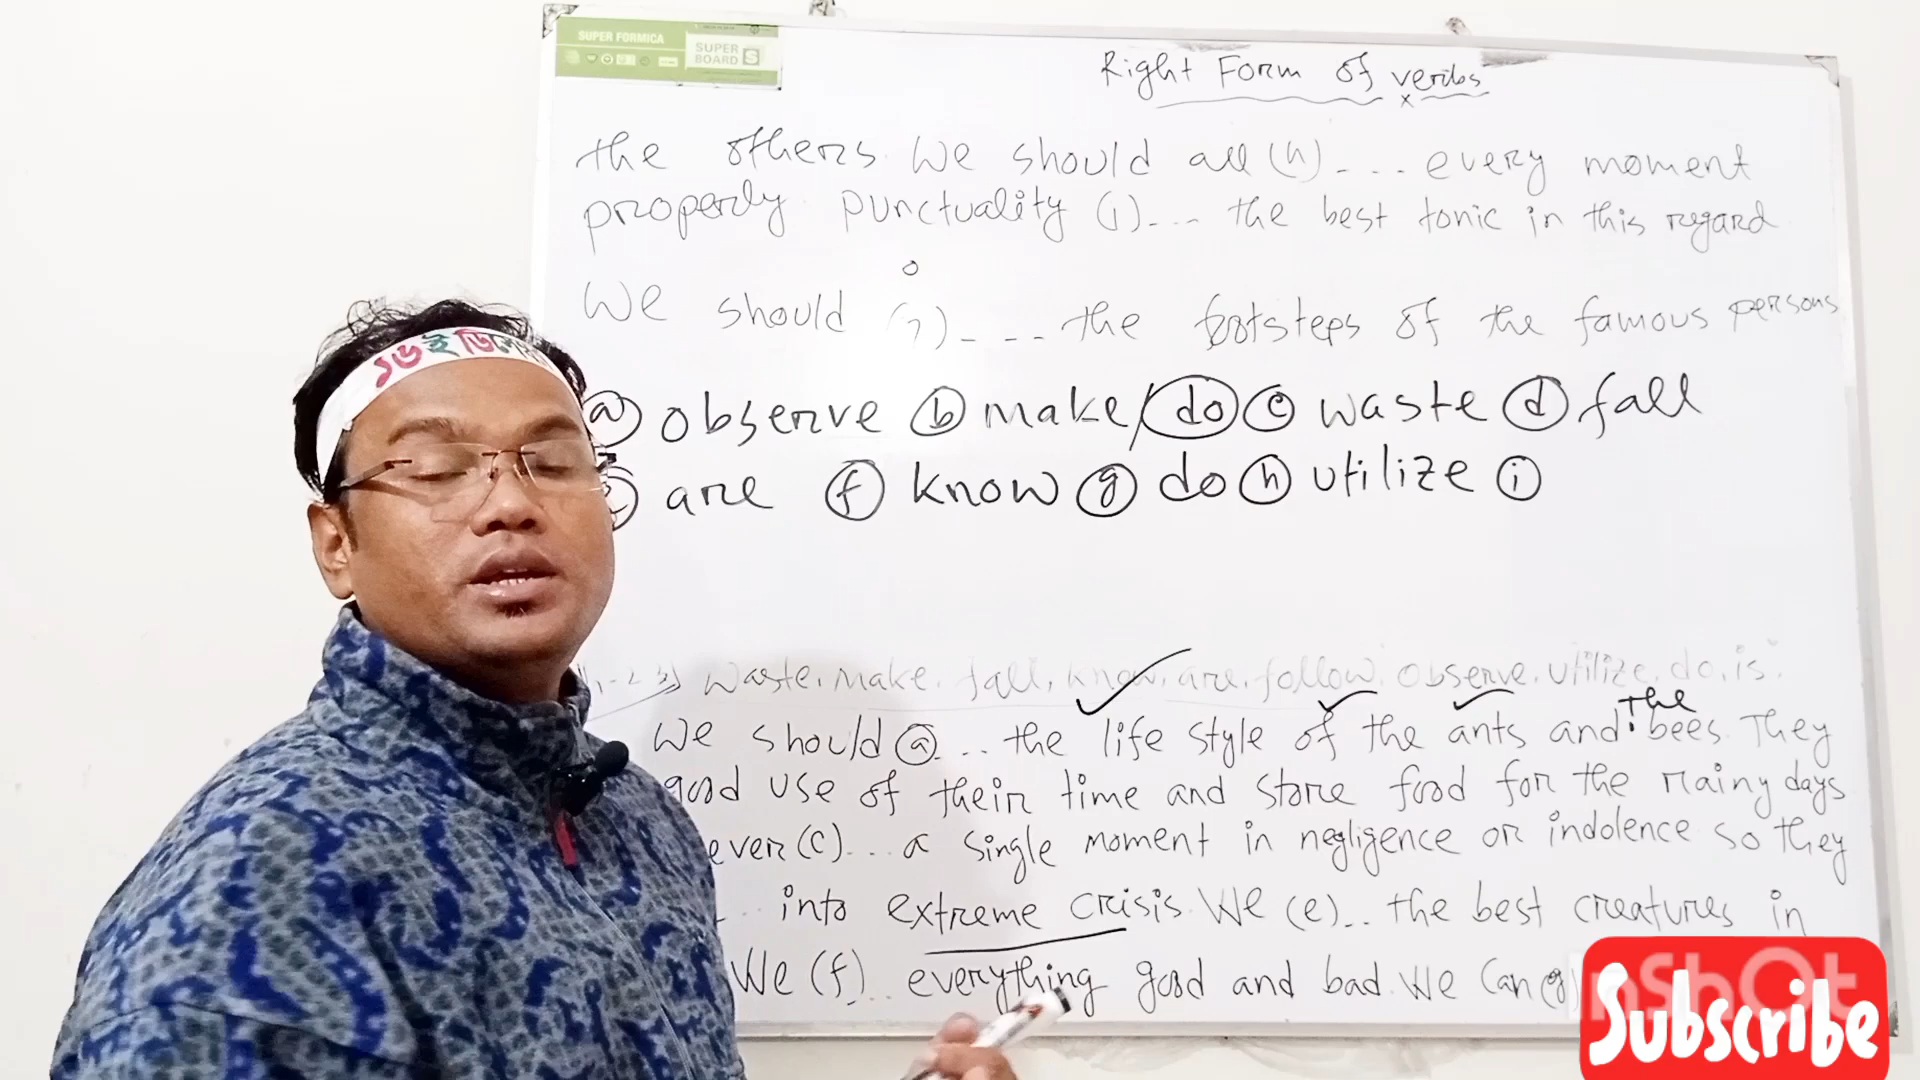 SUPER FORMICA
SUPER BOARD S
Right Form of verbs
the others we should all (h) .... every moment
properly punctuality (i) .... the best tonic in this regard
we should (j) .... the footsteps of the famous persons
(a) observe (b) make/do (c) waste (d) fall
are (f) know (g) do (h) utilize (i)
waste, make, fall, know, are, follow, observe, utilize, do, is
The
we should (a) .. the life style of the ants and bees. They
good use of their time and store food for the rainy days
ever (c) ... a single moment in negligence or indolence so they
.. into extreme crisis. We (e) .. the best creatures in
We (f) .. everything good and bad. We can (g)
InShOt
Subscribe